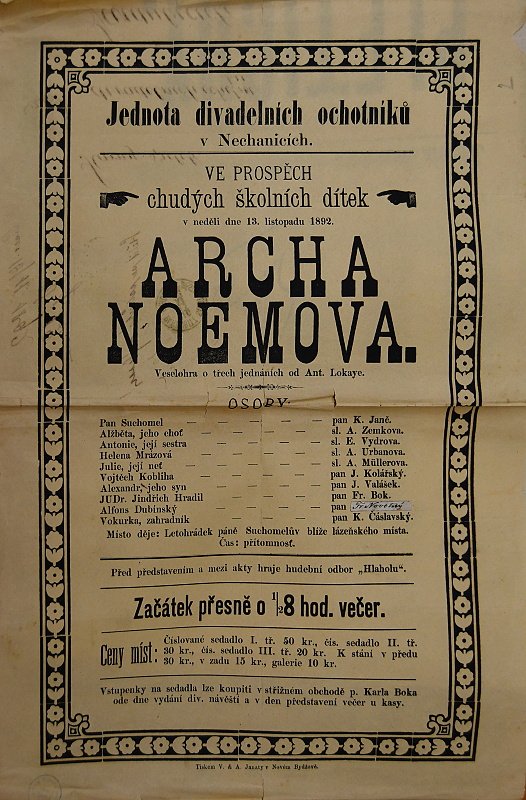 Jednota divadelních ochotníků
v Nechanicích.
VE PROSPĚCH
chudých školních dítek
v neděli dne 13. listopadu 1892.
ARCHA
NOEMOVA.
Veselohra o třech jednáních od Ant. Lokaye.
OSOBY:
Pan Suchomel — — — — — pan K. Janč.
Alžběta, jeho choť — — — — sl. A. Zemkova.
Antonie, její sestra — — — — sl. E. Vydrova.
Helena Mrázová — — — — sl. A. Urbanova.
Julie, její neť — — — — — sl. A. Müllerova.
Vojtěch Kobliha — — — — pan J. Kolářský.
Alexandr, jeho syn — — — — pan J. Valášek.
JUDr. Jindřich Hradil — — — — pan Fr. Bok.
Alfons Dubínský — — — — pan Fr. Novotný
Vokurka, zahradník — — — — pan K. Čáslavský.
Místo děje: Letohrádek páně Suchomelův blíže lázeňského místa.
Čas: přítomnosť.
Před představením a mezi akty hraje hudební odbor „Hlaholu“.
Začátek přesně o 1/2 8 hod. večer.
Ceny míst: Číslované sedadlo I. tř. 50 kr., čís. sedadlo II. tř.
30 kr., čís. sedadlo III. tř. 20 kr. K stání v předu
30 kr., v zadu 15 kr., galerie 10 kr.
Vstupenky na sedadla lze koupiti v střižném obchodě p. Karla Boka
ode dne vydání div. návěští a v den představení večer u kasy.
Tiskem V. & A. Janaty v Novém Bydžově.